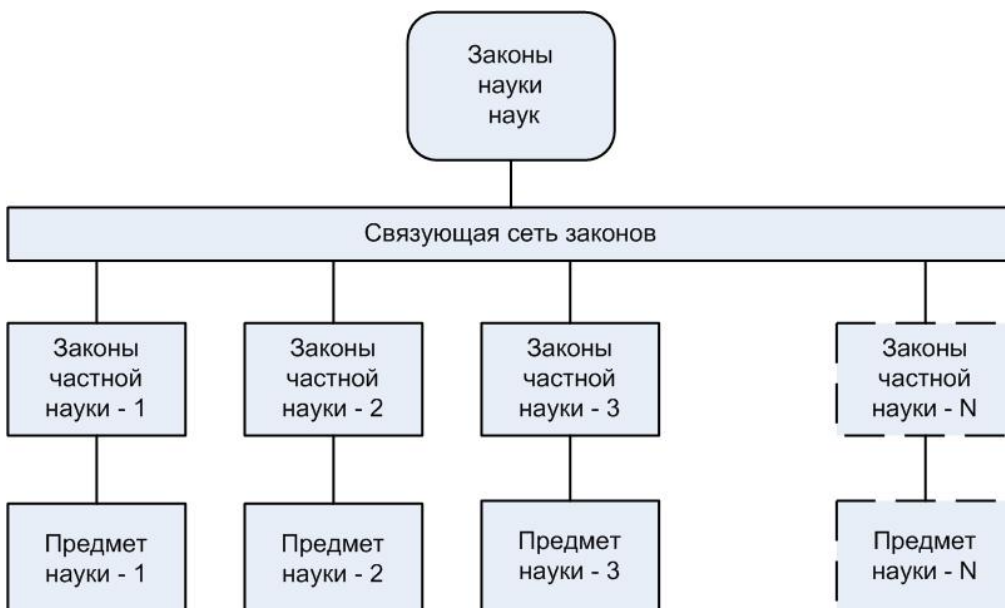 Законы
науки
наук
Связующая сеть законов
Законы
частной
науки - 1
Законы
частной
науки - 2
Законы
частной
науки - 3
Законы
частной
науки - N
Предмет
науки - 1
Предмет
науки - 2
Предмет
науки - 3
Предмет
науки - N